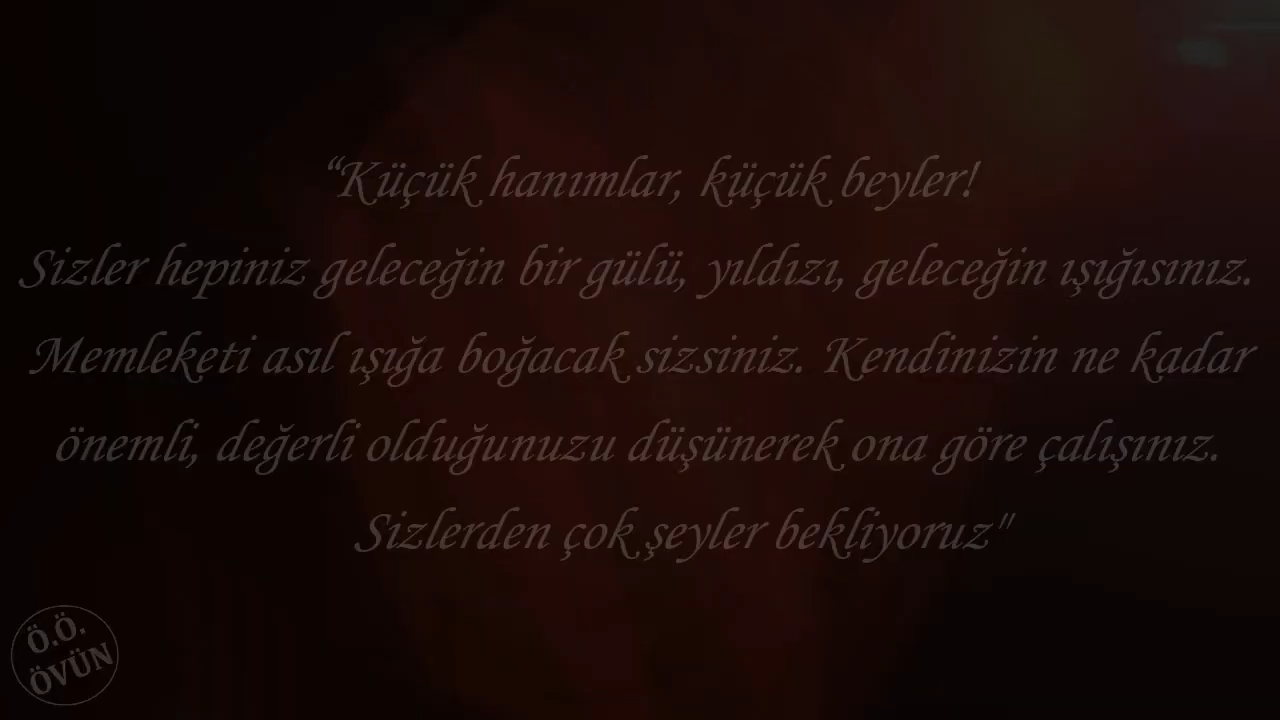 “Küçük hanımlar, küçük beyler!
Sizler hepiniz geleceğin bir gülü, yıldızı, geleceğin ışığısınız.
Memleketi asıl ışığa boğacak sizsiniz. Kendinizin ne kadar
önemli, değerli olduğunuzu düşünerek ona göre çalışınız.
Sizlerden çok şeyler bekliyoruz"
Ö.Ö.
ÖVÜN